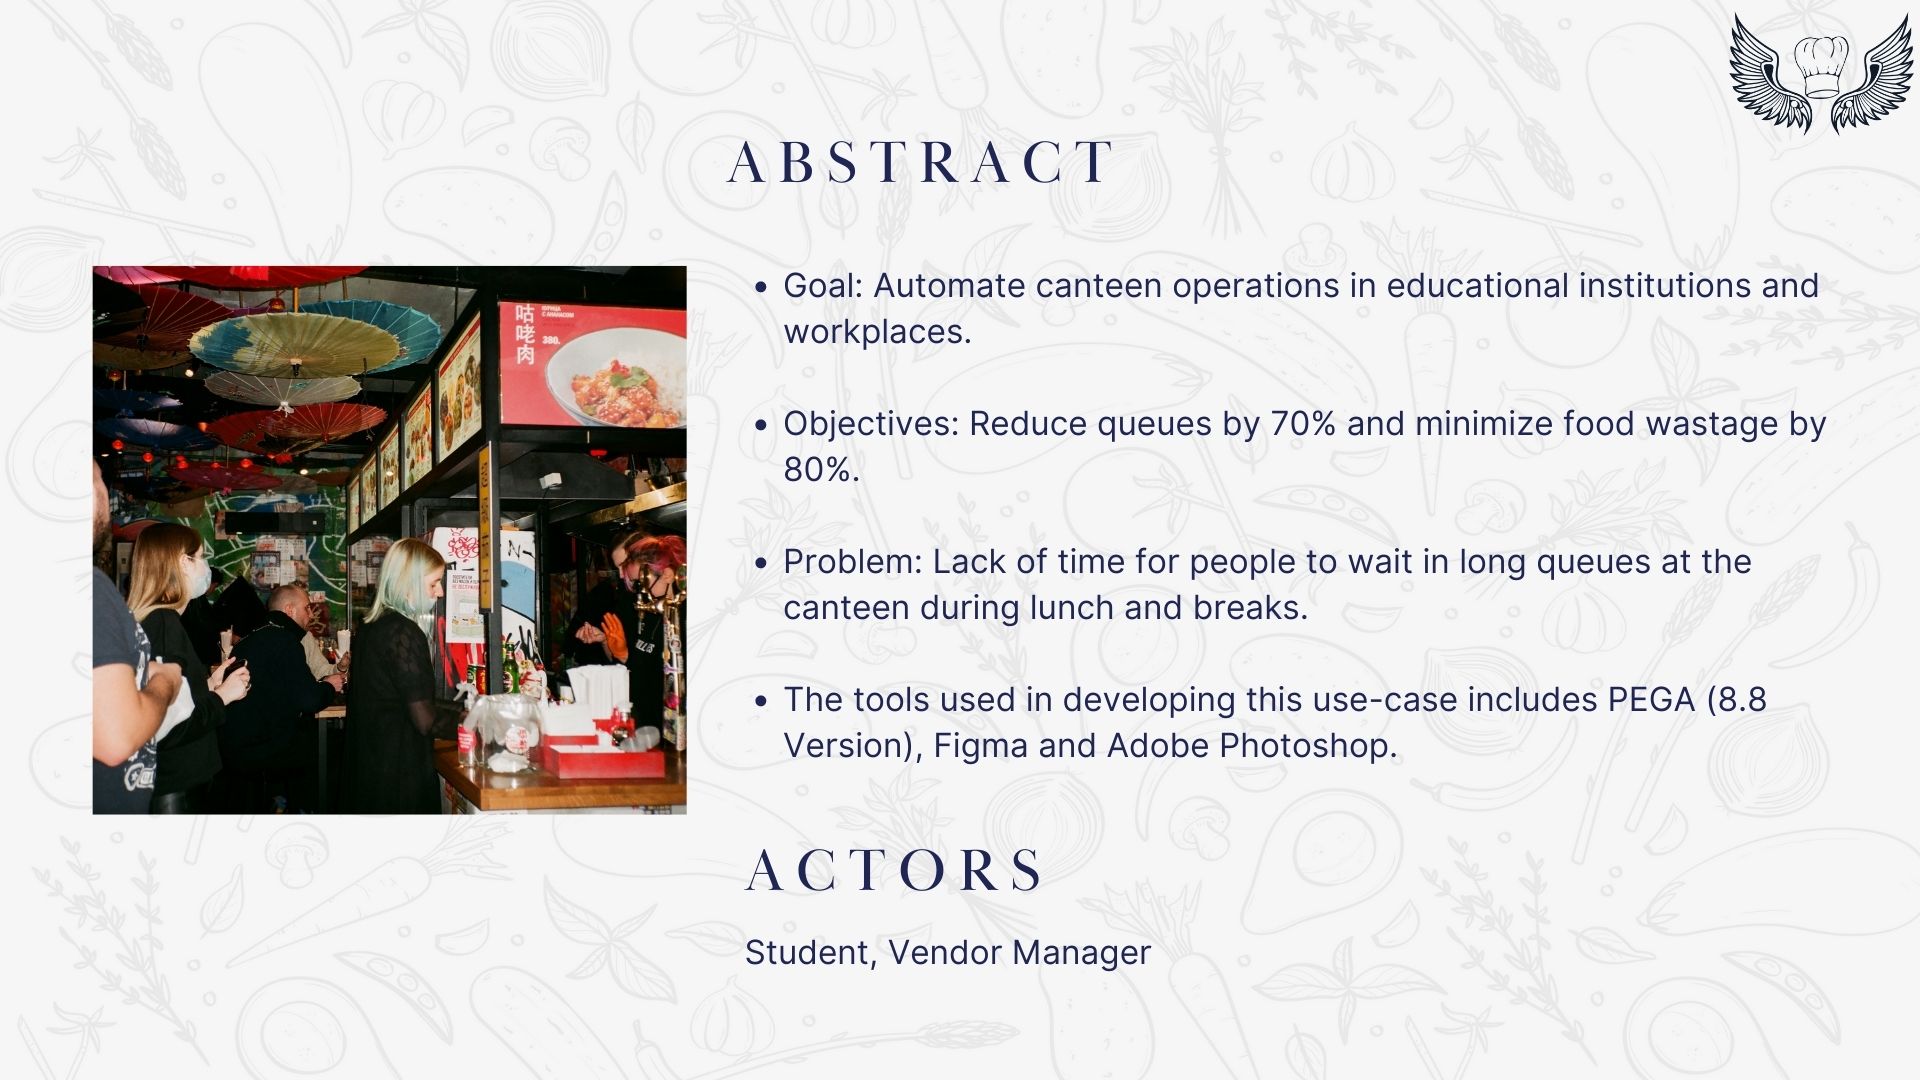 ABSTRACT
咕咾肉
КУРИЦА
С АНАНАСОМ
380.
• Goal: Automate canteen operations in educational institutions and
workplaces.
• Objectives: Reduce queues by 70% and minimize food wastage by
80%.
• Problem: Lack of time for people to wait in long queues at the
canteen during lunch and breaks.
• The tools used in developing this use-case includes PEGA (8.8
Version), Figma and Adobe Photoshop.
ACTORS
Student, Vendor Manager